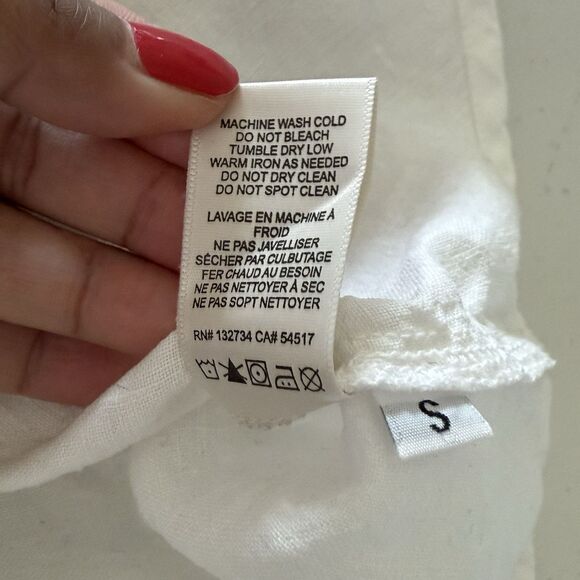 MACHINE WASH COLD
DO NOT BLEACH
TUMBLE DRY LOW
WARM IRON AS NEEDED
DO NOT DRY CLEAN
DO NOT SPOT CLEAN
LAVAGE EN MACHINE À
FROID
NE PAS JAVELLISER
SÉCHER PAR CULBUTAGE
FER CHAUD AU BESOIN
NE PAS NETTOYER À SEC
NE PAS SOPT NETTOYER
RN# 132734 CA# 54517
S